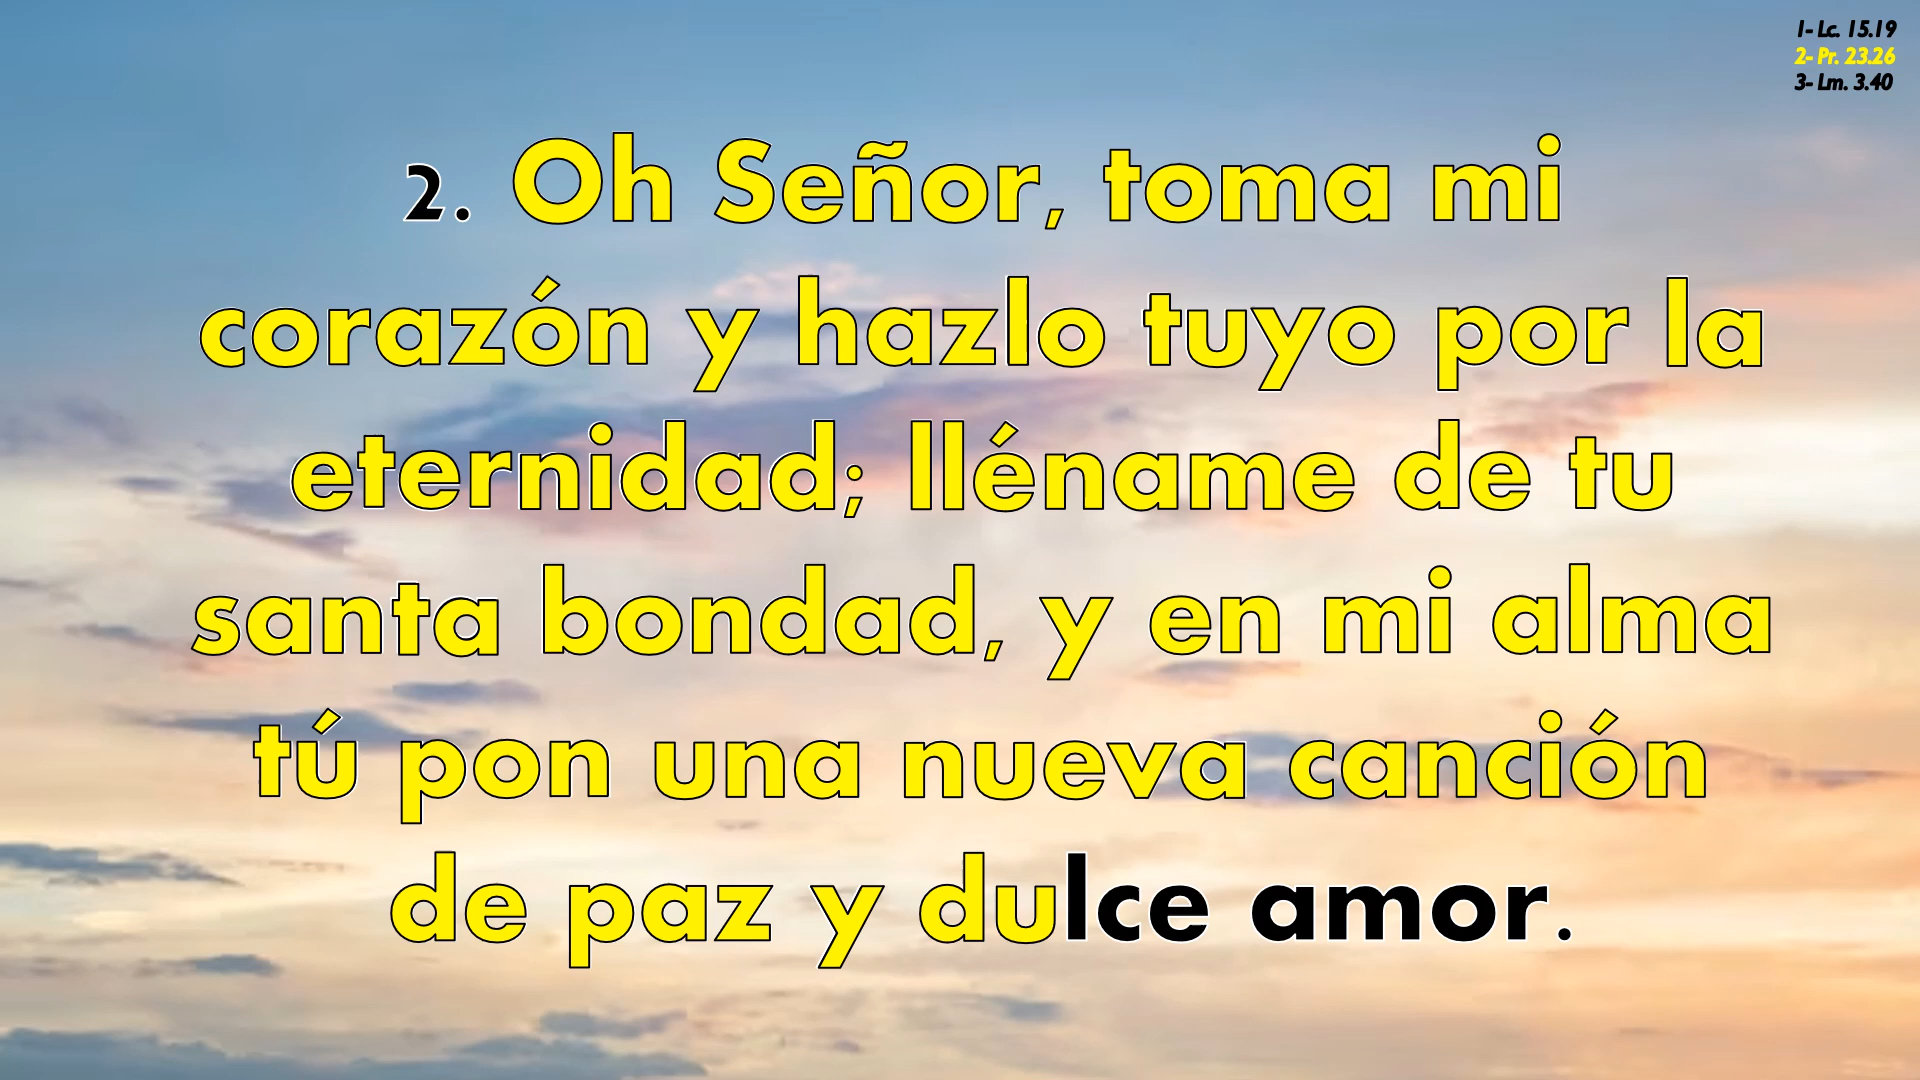 1- Lc. 15.19
2- Pr. 23.26
3- Lm. 3.40
2. Oh Señor, toma mi
corazón y hazlo tuyo por la
eternidad; lléname de tu
santa bondad, y en mi alma
tú pon una nueva canción
de paz y dulce amor.